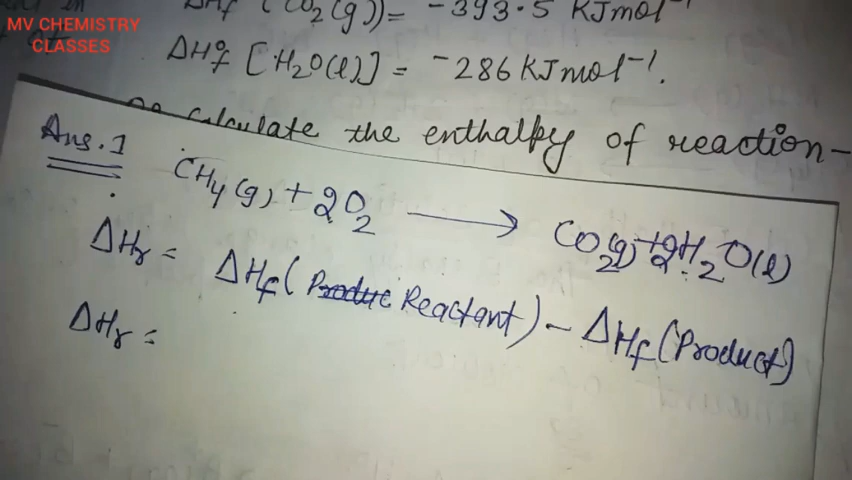 MV CHEMISTRY
CLASSES
(CO₂(g)) = -393.5 KJmol⁻¹
ΔHf° [H₂O(l)] = -286 KJmol⁻¹.
Calculate the enthalpy of reaction -
Ans. 1
CH₄(g) + 2O₂ ⟶ CO₂(g) + 2H₂O(l)
ΔHr = ΔHf (Reactant) - ΔHf (Product)
ΔHr =